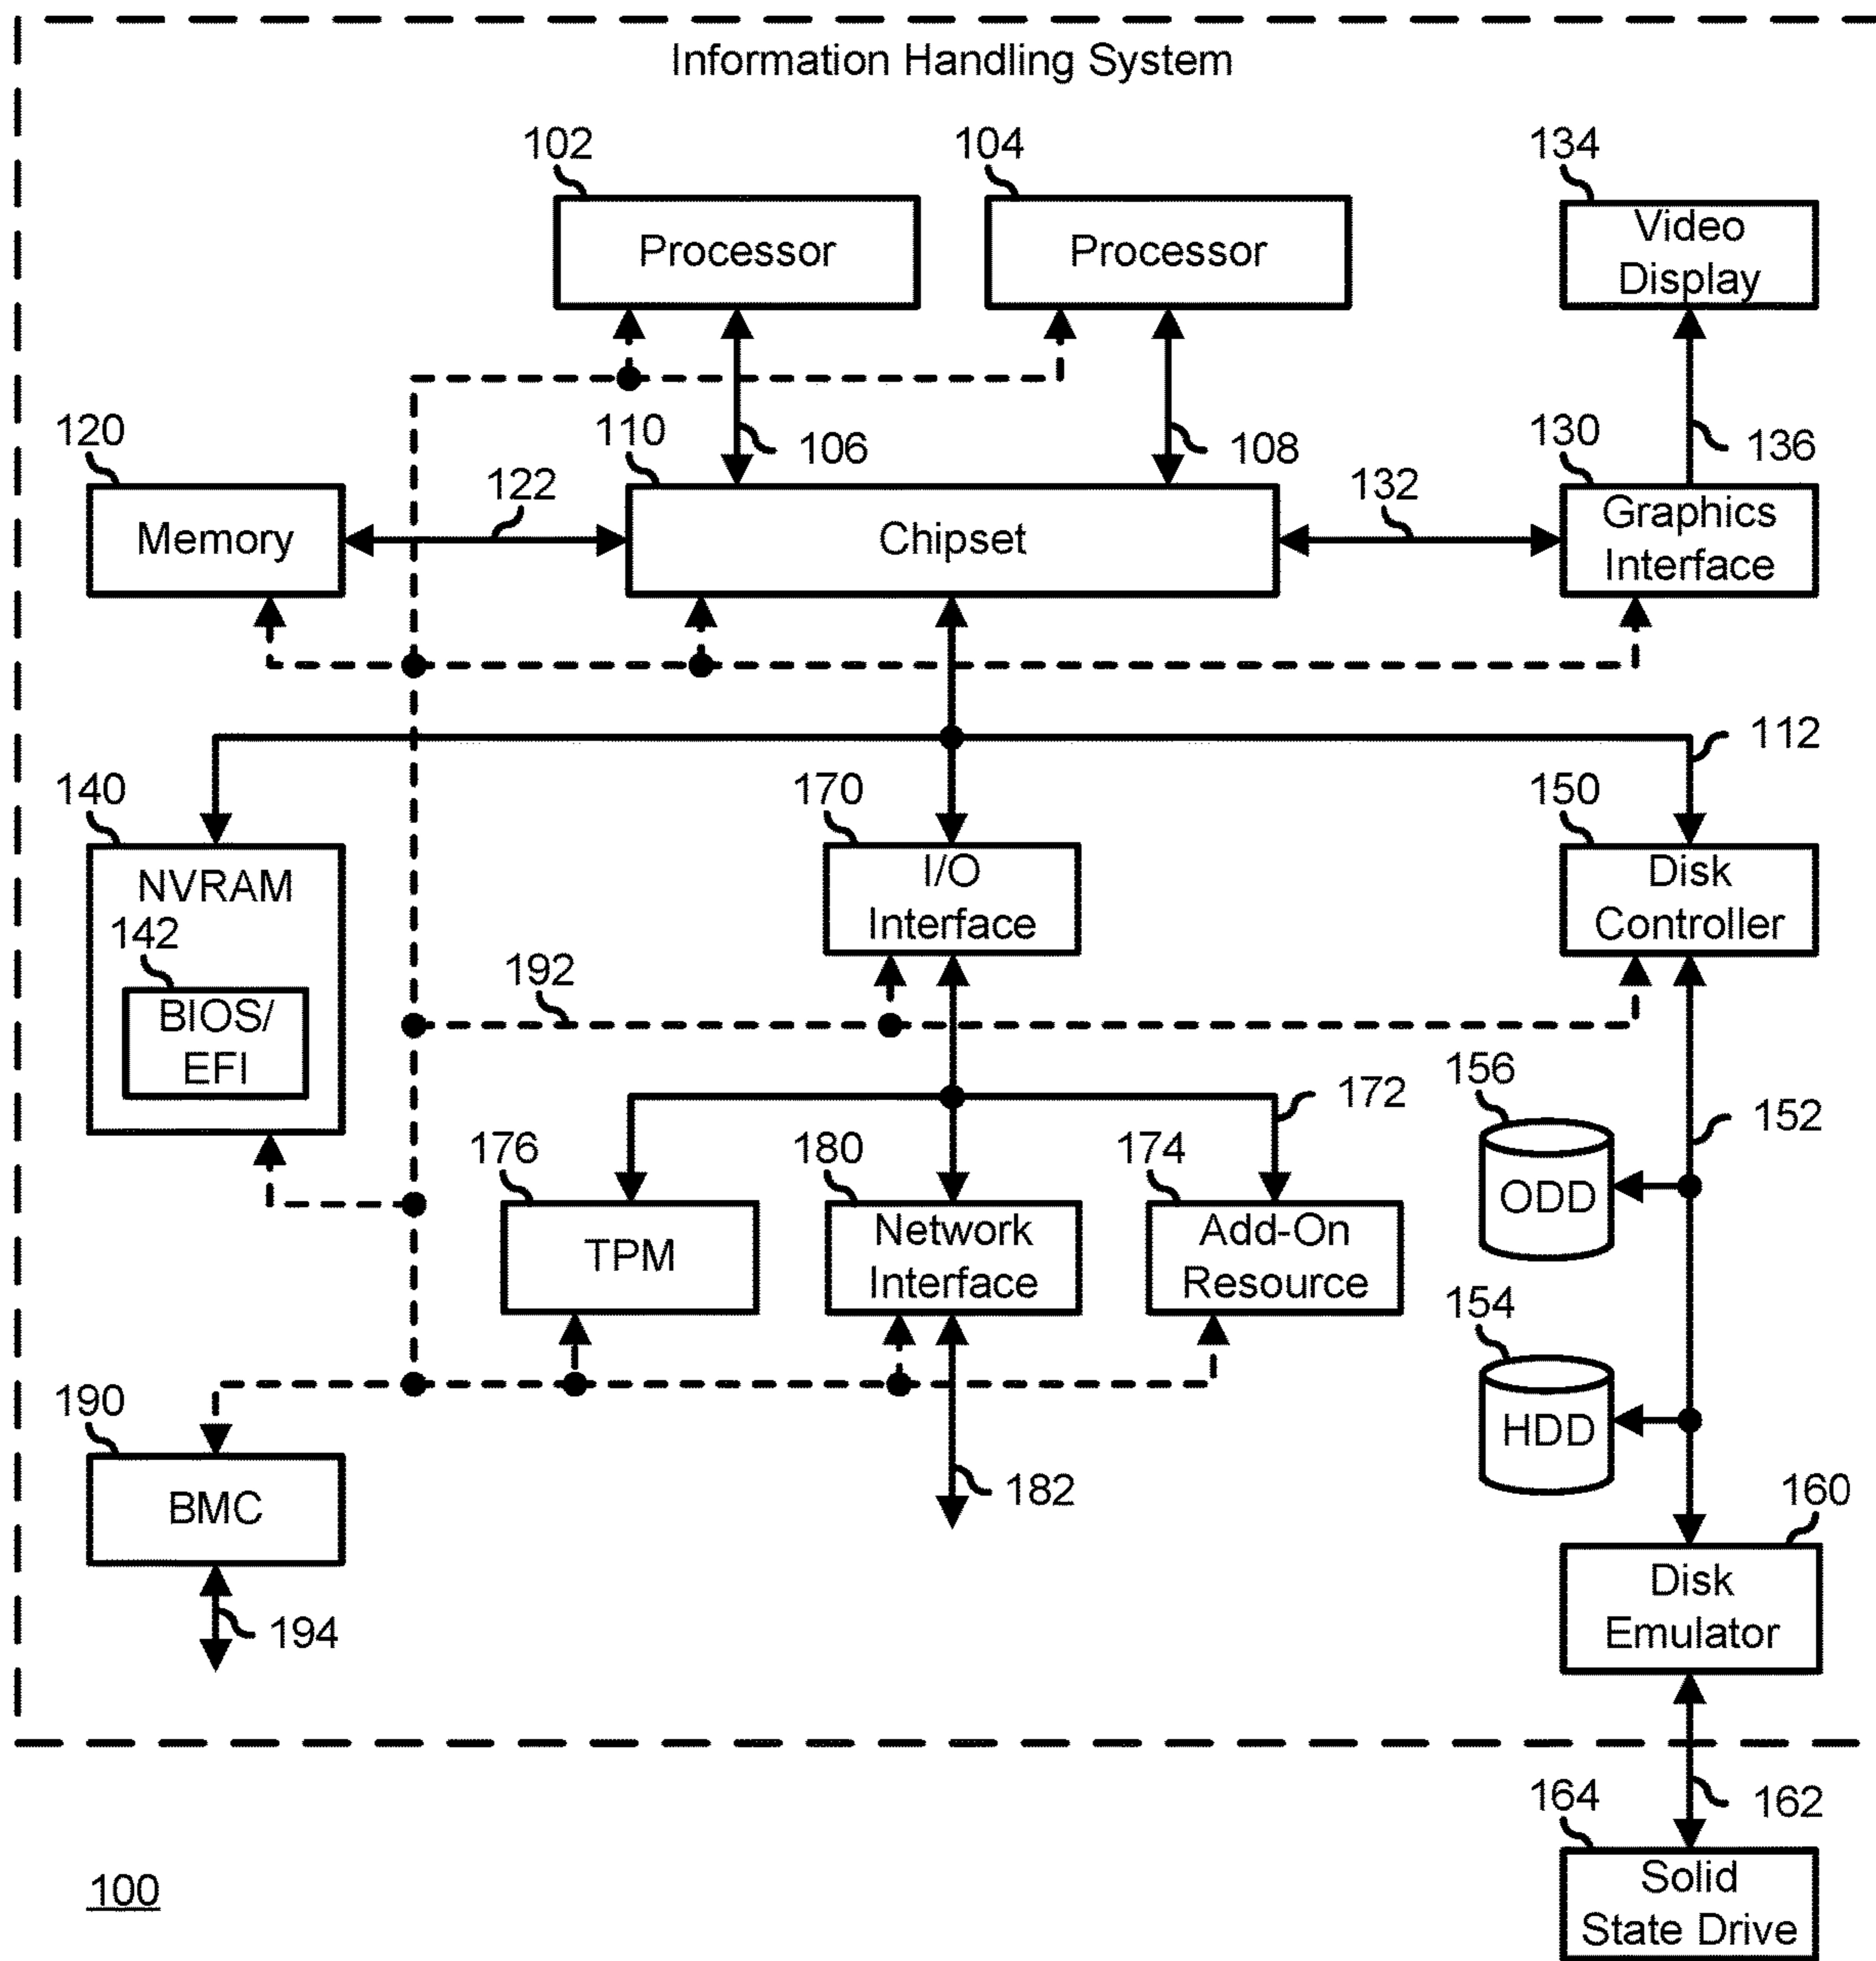 Information Handling System
102
104
134
Processor
Processor
Video
Display
120
110
106
108
130
136
122
132
Memory
Chipset
Graphics
Interface
112
140
170
150
NVRAM
I/O
Interface
Disk
Controller
142
192
BIOS/
EFI
156
172
152
176
180
174
ODD
TPM
Network
Interface
Add-On
Resource
154
190
HDD
182
160
BMC
Disk
Emulator
194
164
162
100
Solid
State Drive